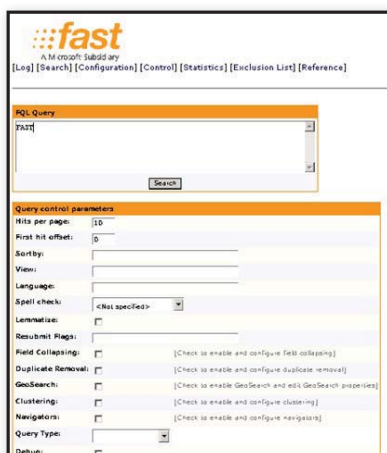 fast
A Microsoft Subsidiary
[Log] [Search] [Configuration] [Control] [Statistics] [Exclusion List] [Reference]
FQL Query
FAST
Search
Query control parameters
Hits per page: 10
First hit offset: 0
Sortby:
View:
Language:
Spell check: <Not specified>
Lemmatize:
Resubmit Flags:
Field Collapsing: [Check to enable and configure field collapsing]
Duplicate Removal: [Check to enable and configure duplicate removal]
GeoSearch: [Check to enable GeoSearch and edit GeoSearch properties]
Clustering: [Check to enable and configure clustering]
Navigators: [Check to enable and configure navigators]
Query Type:
Debug: